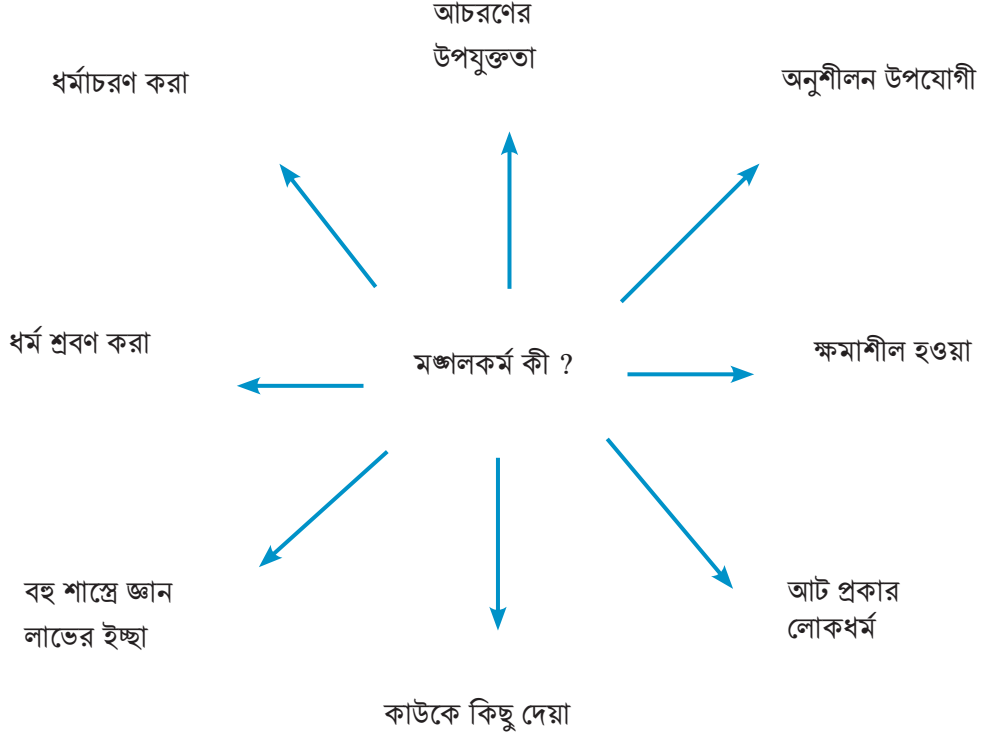 আচরণের
উপযুক্ততা
ধর্মাচরণ করা
অনুশীলন উপযোগী
ধর্ম শ্রবণ করা
মঙ্গলকর্ম কী ?
ক্ষমাশীল হওয়া
বহু শাস্ত্রে জ্ঞান
লাভের ইচ্ছা
আট প্রকার
লোকধর্ম
কাউকে কিছু দেয়া